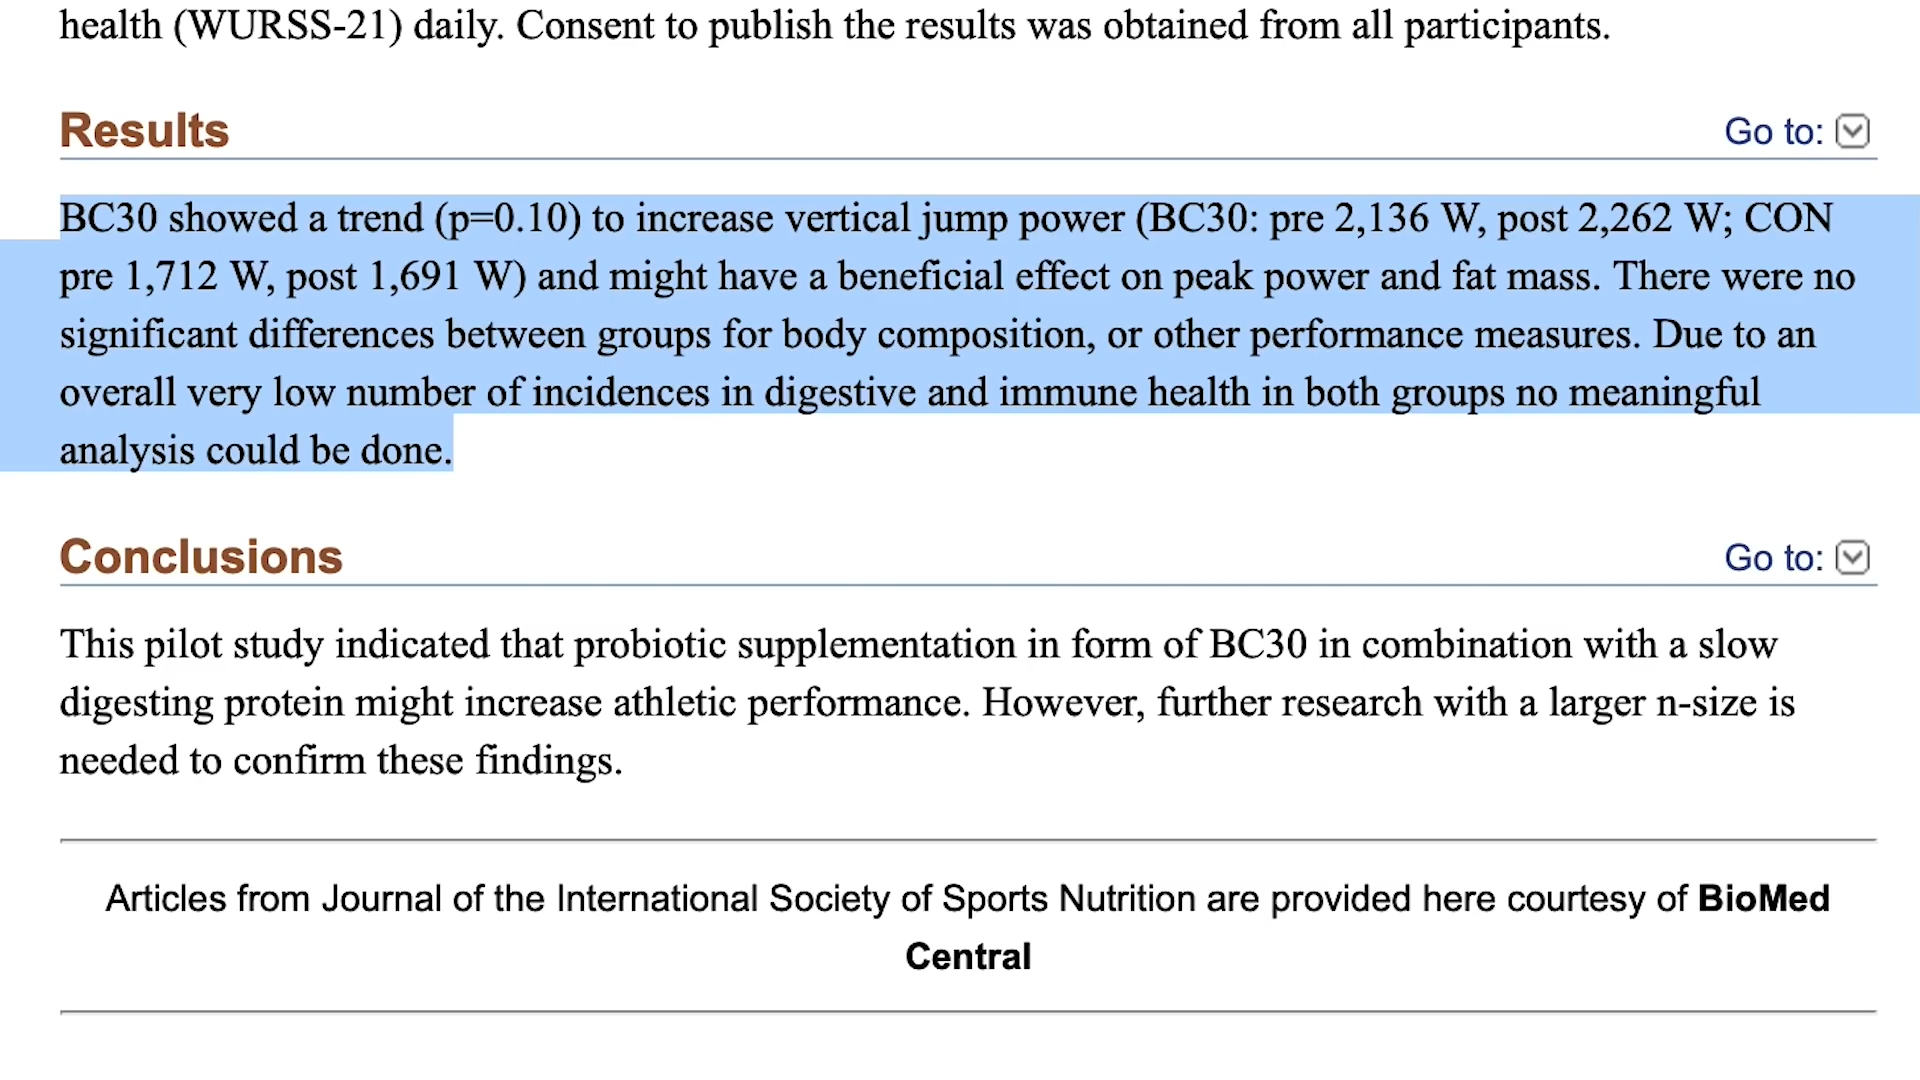 health (WURSS-21) daily. Consent to publish the results was obtained from all participants.
Results
Go to:
BC30 showed a trend (p=0.10) to increase vertical jump power (BC30: pre 2,136 W, post 2,262 W; CON
pre 1,712 W, post 1,691 W) and might have a beneficial effect on peak power and fat mass. There were no
significant differences between groups for body composition, or other performance measures. Due to an
overall very low number of incidences in digestive and immune health in both groups no meaningful
analysis could be done.
Conclusions
Go to:
This pilot study indicated that probiotic supplementation in form of BC30 in combination with a slow
digesting protein might increase athletic performance. However, further research with a larger n-size is
needed to confirm these findings.
Articles from Journal of the International Society of Sports Nutrition are provided here courtesy of BioMed
Central